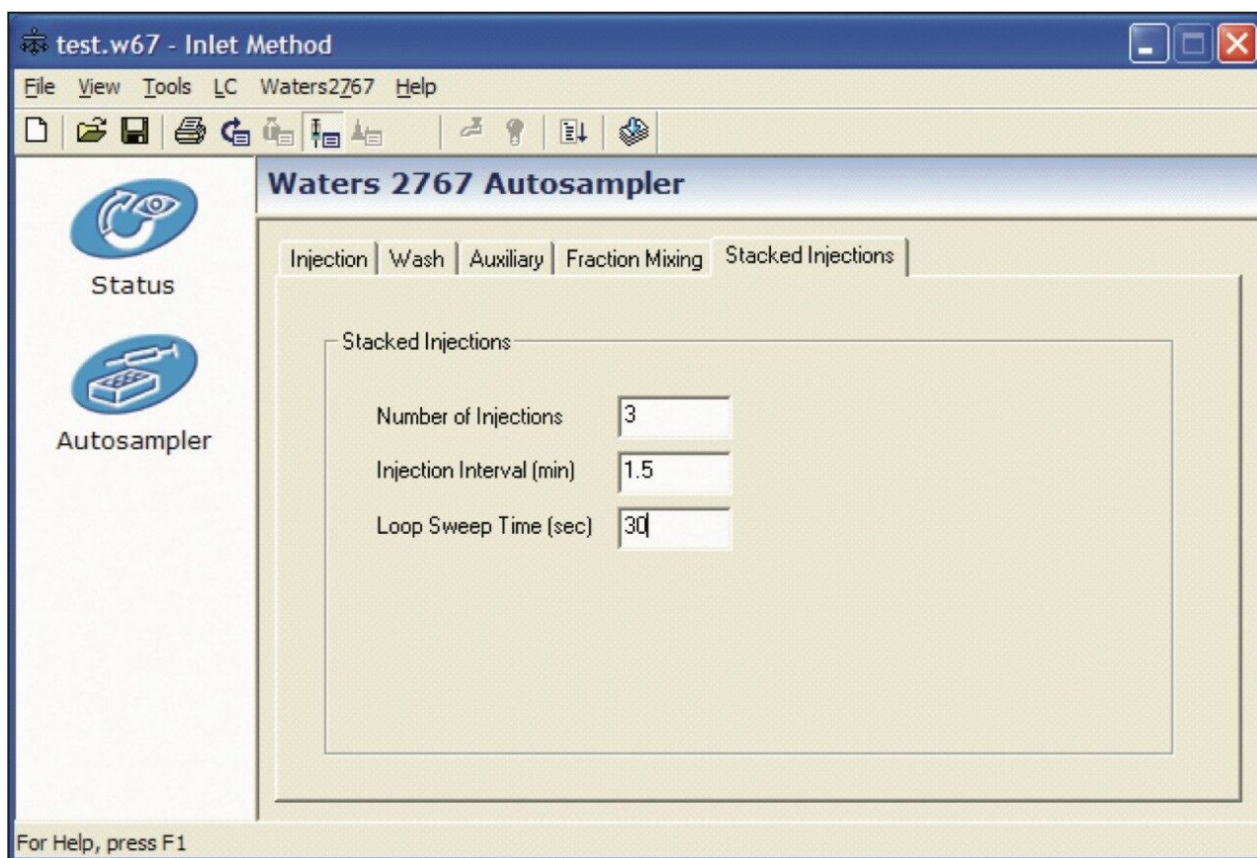 test.w67 - Inlet Method
File View Tools LC Waters2767 Help
Waters 2767 Autosampler
Status
Autosampler
Injection Wash Auxiliary Fraction Mixing Stacked Injections
Stacked Injections
Number of Injections 3
Injection Interval (min) 1.5
Loop Sweep Time (sec) 30
For Help, press F1